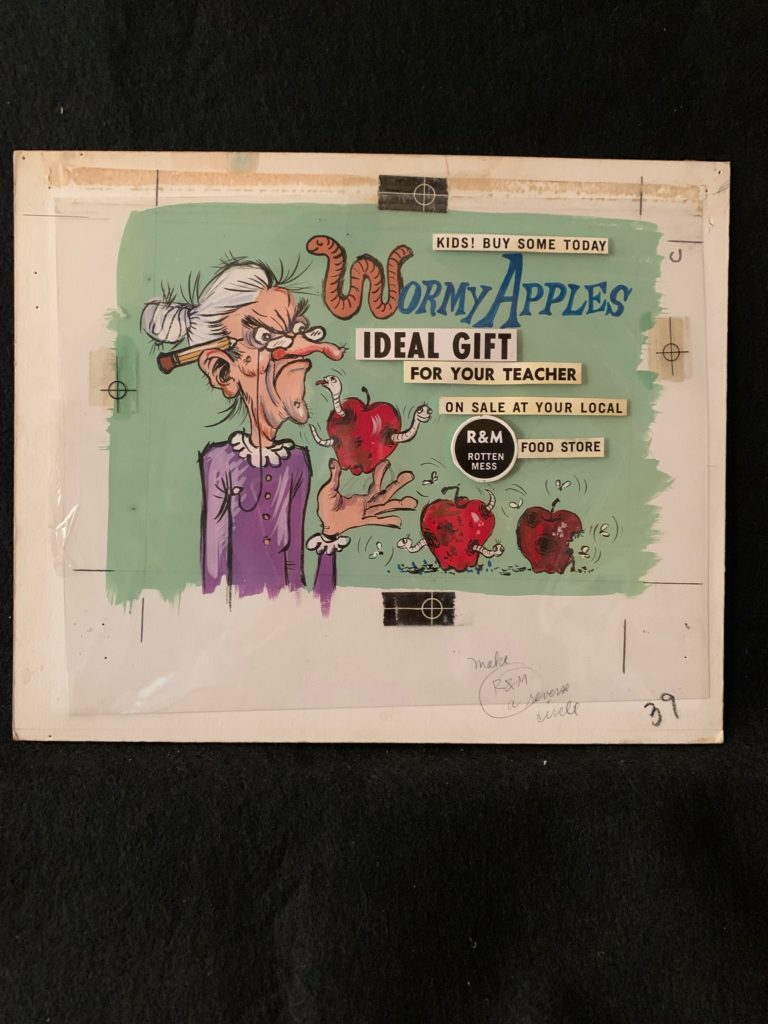 KIDS! BUY SOME TODAY
WORMY APPLES
IDEAL GIFT
FOR YOUR TEACHER
ON SALE AT YOUR LOCAL
R&M
ROTTEN
MESS
FOOD STORE
make
R&M
a reverse
circle
39